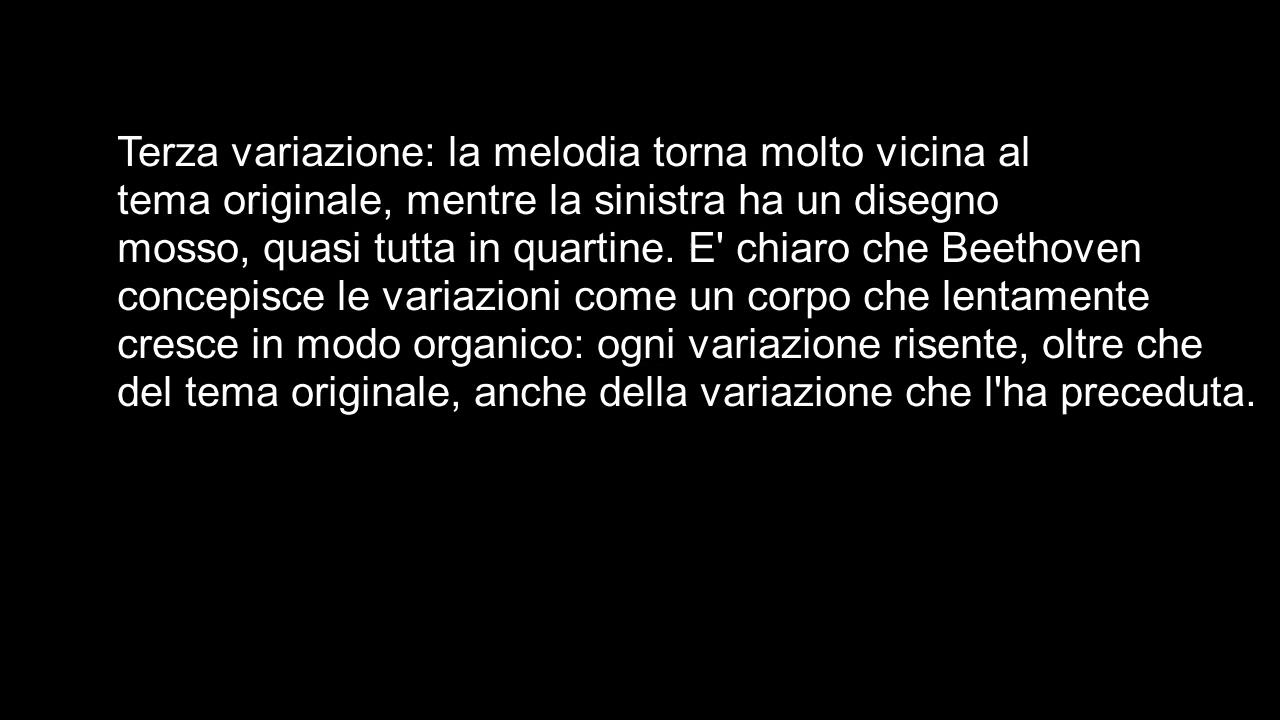 Terza variazione: la melodia torna molto vicina al
tema originale, mentre la sinistra ha un disegno
mosso, quasi tutta in quartine. E' chiaro che Beethoven
concepisce le variazioni come un corpo che lentamente
cresce in modo organico: ogni variazione risente, oltre che
del tema originale, anche della variazione che l'ha preceduta.